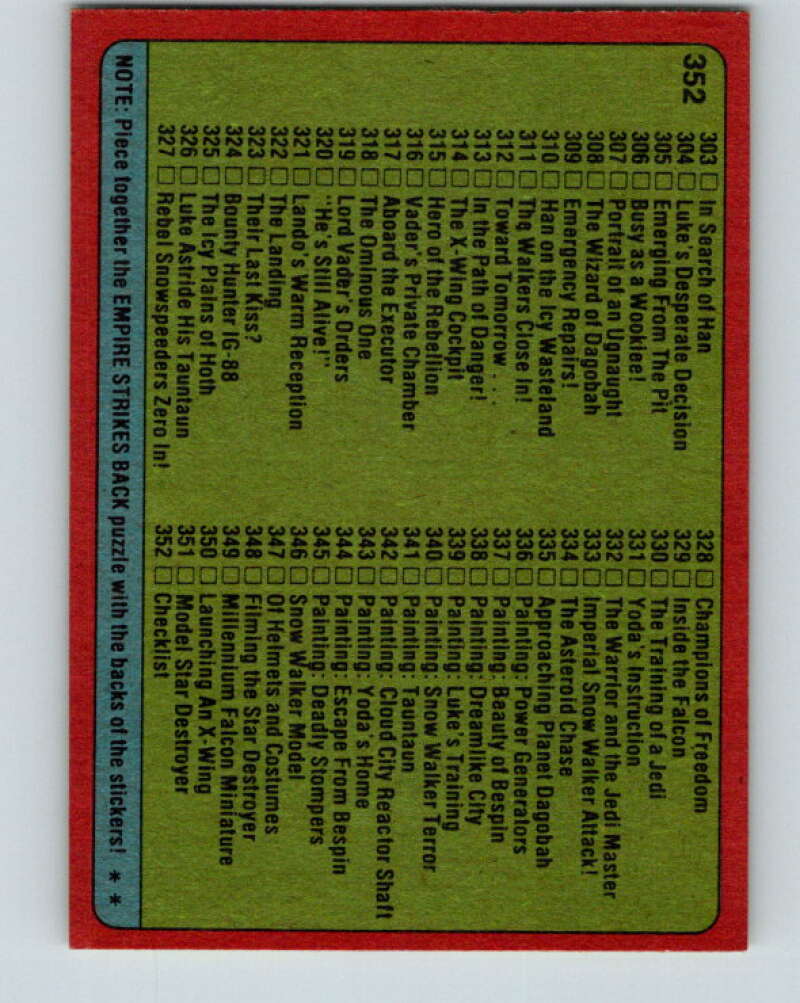 352
303 □ In Search of Han
304 □ Luke's Desperate Decision
305 □ Emerging From The Pit
306 □ Busy as a Wookiee!
307 □ Portrait of an Ugnaught
308 □ The Wizard of Dagobah
309 □ Emergency Repairs!
310 □ Han on the Icy Wasteland
311 □ The Walkers Close In!
312 □ Toward Tomorrow . . .
313 □ In the Path of Danger!
314 □ The X-Wing Cockpit
315 □ Hero of the Rebellion
316 □ Vader's Private Chamber
317 □ Aboard the Executor
318 □ The Ominous One
319 □ Lord Vader's Orders
320 □ "He's Still Alive!"
321 □ Lando's Warm Reception
322 □ The Landing
323 □ Their Last Kiss?
324 □ Bounty Hunter IG-88
325 □ The Icy Plains of Hoth
326 □ Luke Astride His Tauntaun
327 □ Rebel Snowspeeders Zero In!
328 □ Champions of Freedom
329 □ Inside the Falcon
330 □ The Training of a Jedi
331 □ Yoda's Instruction
332 □ The Warrior and the Jedi Master
333 □ Imperial Snow Walker Attack!
334 □ The Asteroid Chase
335 □ Approaching Planet Dagobah
336 □ Painting: Power Generators
337 □ Painting: Beauty of Bespin
338 □ Painting: Dreamlike City
339 □ Painting: Luke's Training
340 □ Painting: Snow Walker Terror
341 □ Painting: Tauntaun
342 □ Painting: Cloud City Reactor Shaft
343 □ Painting: Yoda's Home
344 □ Painting: Escape From Bespin
345 □ Painting: Deadly Stompers
346 □ Snow Walker Model
347 □ Of Helmets and Costumes
348 □ Filming the Star Destroyer
349 □ Millennium Falcon Miniature
350 □ Launching An X-Wing
351 □ Model Star Destroyer
352 □ Checklist
NOTE: Piece together the EMPIRE STRIKES BACK puzzle with the backs of the stickers! * *